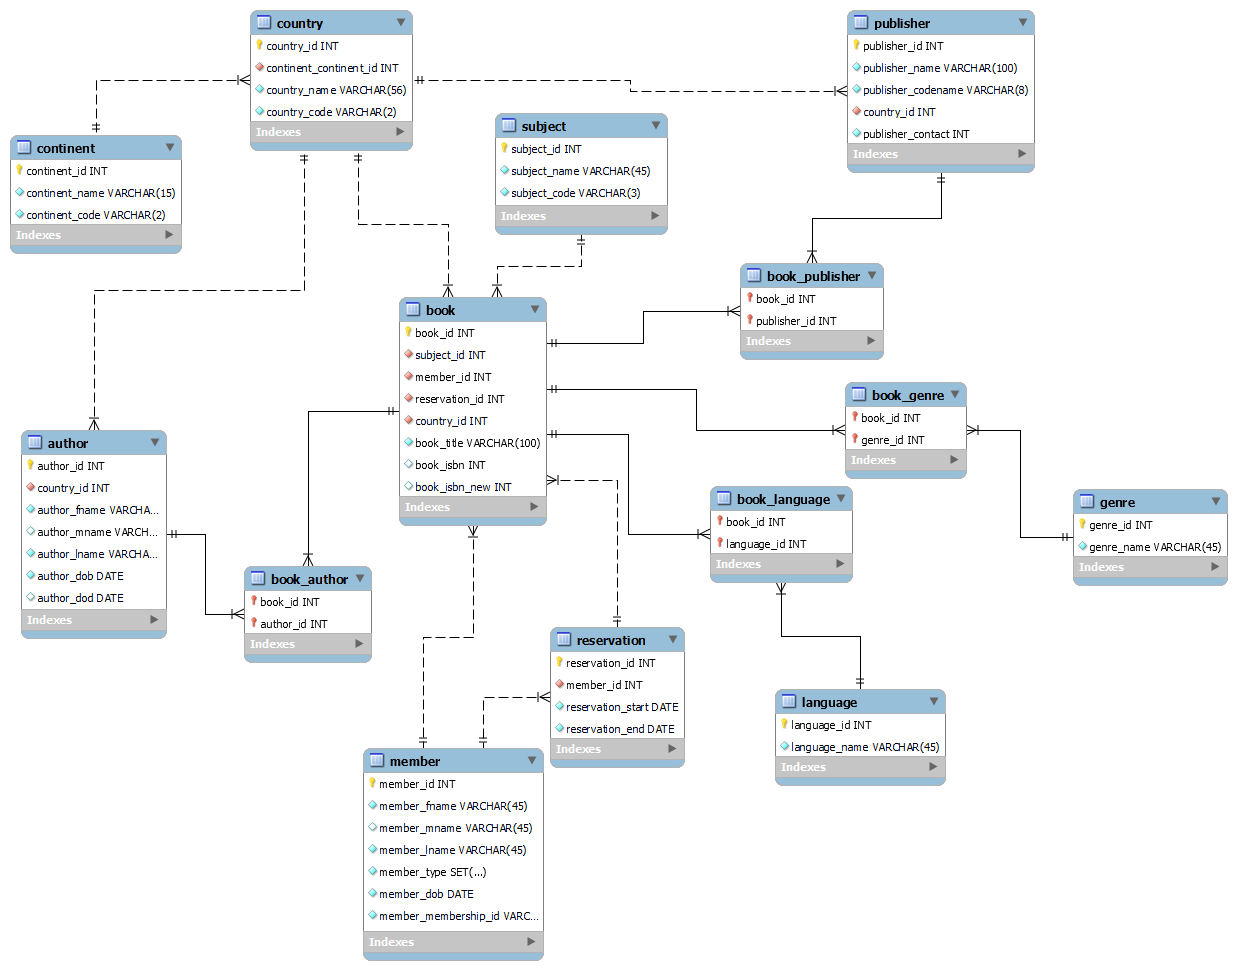 country
country_id INT
continent_continent_id INT
country_name VARCHAR(56)
country_code VARCHAR(2)
Indexes
publisher
publisher_id INT
publisher_name VARCHAR(100)
publisher_codename VARCHAR(8)
country_id INT
publisher_contact INT
Indexes
subject
subject_id INT
subject_name VARCHAR(45)
subject_code VARCHAR(3)
Indexes
continent
continent_id INT
continent_name VARCHAR(15)
continent_code VARCHAR(2)
Indexes
book_publisher
book_id INT
publisher_id INT
Indexes
book
book_id INT
subject_id INT
member_id INT
reservation_id INT
country_id INT
book_title VARCHAR(100)
book_isbn INT
book_isbn_new INT
Indexes
book_genre
book_id INT
genre_id INT
Indexes
author
author_id INT
country_id INT
author_fname VARCHA...
author_mname VARCH...
author_lname VARCHA...
author_dob DATE
author_dod DATE
Indexes
book_language
book_id INT
language_id INT
Indexes
genre
genre_id INT
genre_name VARCHAR(45)
Indexes
book_author
book_id INT
author_id INT
Indexes
reservation
reservation_id INT
member_id INT
reservation_start DATE
reservation_end DATE
Indexes
language
language_id INT
language_name VARCHAR(45)
Indexes
member
member_id INT
member_fname VARCHAR(45)
member_mname VARCHAR(45)
member_lname VARCHAR(45)
member_type SET(...)
member_dob DATE
member_membership_id VARC...
Indexes